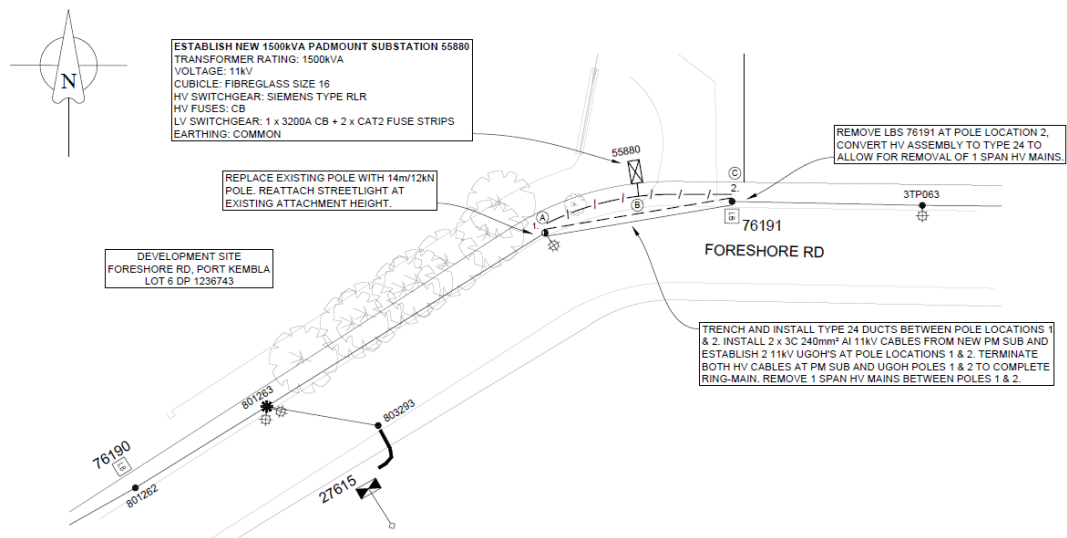 N
ESTABLISH NEW 1500kVA PADMOUNT SUBSTATION 55880
TRANSFORMER RATING: 1500kVA
VOLTAGE: 11kV
CUBICLE: FIBREGLASS SIZE 16
HV SWITCHGEAR: SIEMENS TYPE RLR
HV FUSES: CB
LV SWITCHGEAR: 1 x 3200A CB + 2 x CAT2 FUSE STRIPS
EARTHING: COMMON
REPLACE EXISTING POLE WITH 14m/12kN
POLE. REATTACH STREETLIGHT AT
EXISTING ATTACHMENT HEIGHT.
DEVELOPMENT SITE
FORESHORE RD, PORT KEMBLA
LOT 6 DP 1236743
55880
REMOVE LBS 76191 AT POLE LOCATION 2,
CONVERT HV ASSEMBLY TO TYPE 24 TO
ALLOW FOR REMOVAL OF 1 SPAN HV MAINS.
A
1.
B
C
2.
3TP063
76191
FORESHORE RD
TRENCH AND INSTALL TYPE 24 DUCTS BETWEEN POLE LOCATIONS 1
& 2. INSTALL 2 x 3C 240mm² Al 11kV CABLES FROM NEW PM SUB AND
ESTABLISH 2 11kV UGOH'S AT POLE LOCATIONS 1 & 2. TERMINATE
BOTH HV CABLES AT PM SUB AND UGOH POLES 1 & 2 TO COMPLETE
RING-MAIN. REMOVE 1 SPAN HV MAINS BETWEEN POLES 1 & 2.
801263
803293
76190
801262
27615